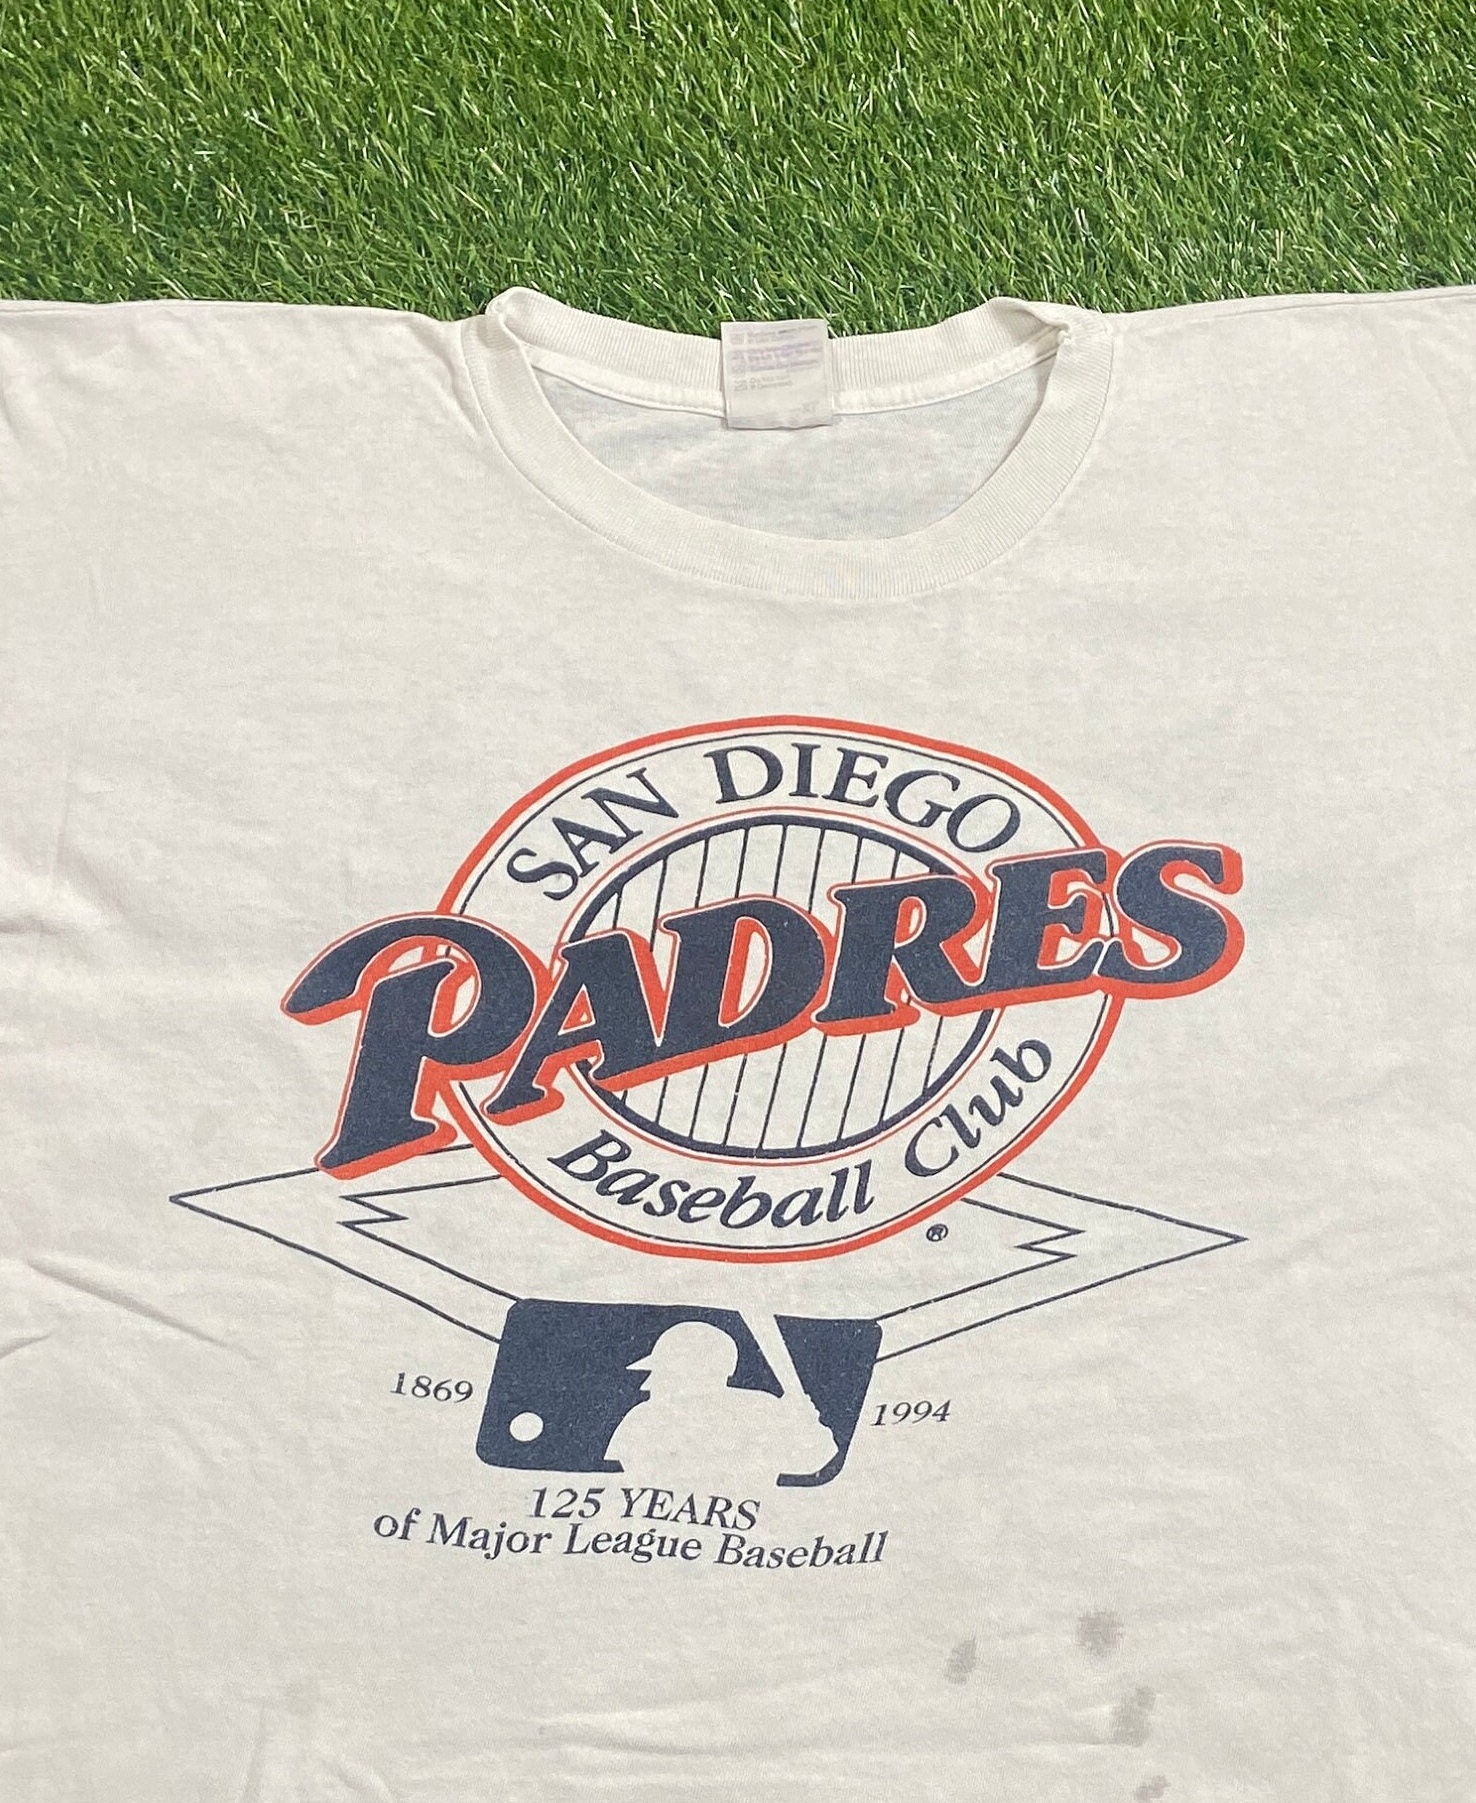 SAN DIEGO
PADRES
Baseball Club
®
1869
1994
125 YEARS
of Major League Baseball